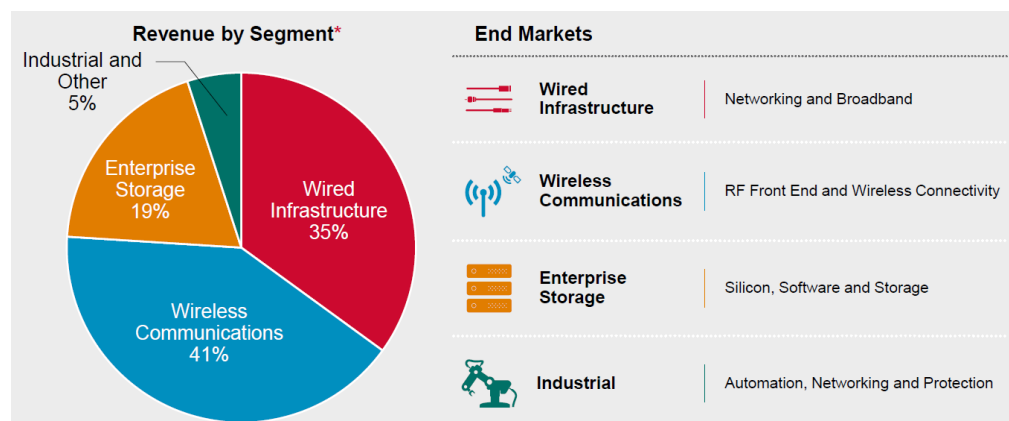 Revenue by Segment*
Industrial and
Other
5%
Enterprise
Storage
19%
Wired
Infrastructure
35%
Wireless
Communications
41%
End Markets
Wired
Infrastructure
Networking and Broadband
Wireless
Communications
RF Front End and Wireless Connectivity
Enterprise
Storage
Silicon, Software and Storage
Industrial
Automation, Networking and Protection